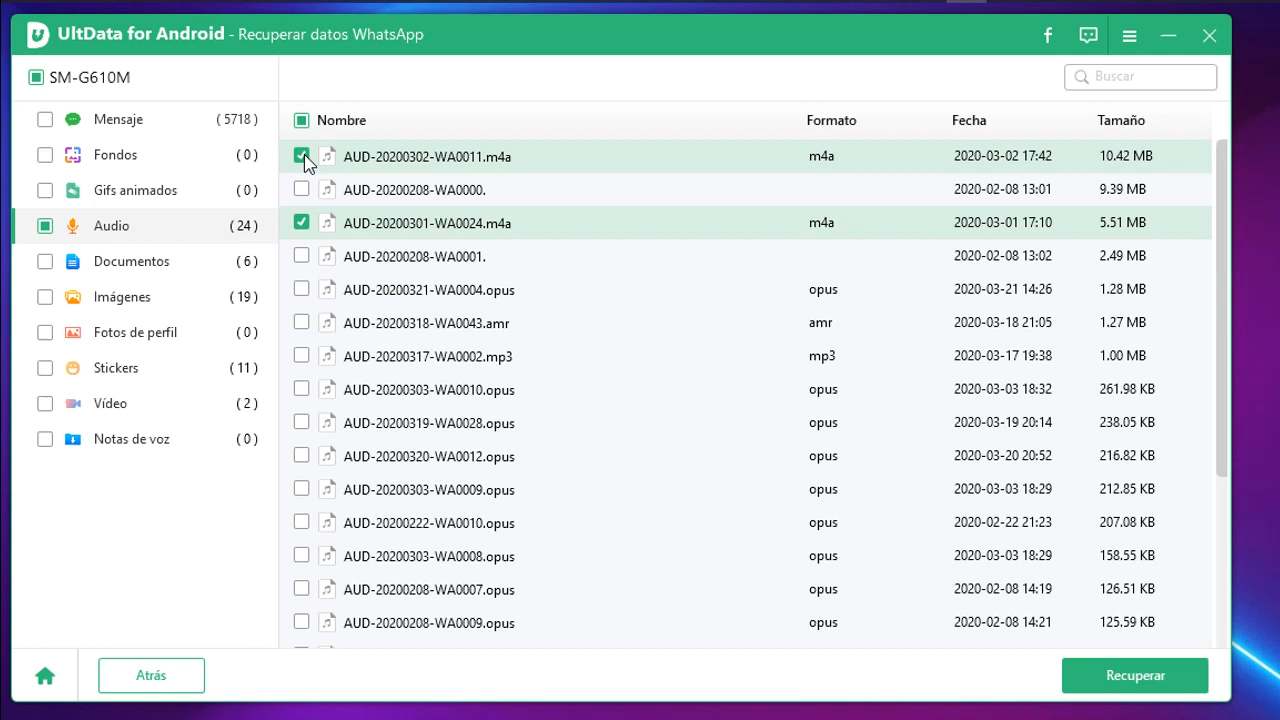 UltData for Android - Recuperar datos WhatsApp
SM-G610M
Buscar
Mensaje ( 5718 )
Fondos ( 0 )
Gifs animados ( 0 )
Audio ( 24 )
Documentos ( 6 )
Imágenes ( 19 )
Fotos de perfil ( 0 )
Stickers ( 11 )
Vídeo ( 2 )
Notas de voz ( 0 )
Nombre Formato Fecha Tamaño
AUD-20200302-WA0011.m4a m4a 2020-03-02 17:42 10.42 MB
AUD-20200208-WA0000. 2020-02-08 13:01 9.39 MB
AUD-20200301-WA0024.m4a m4a 2020-03-01 17:10 5.51 MB
AUD-20200208-WA0001. 2020-02-08 13:02 2.49 MB
AUD-20200321-WA0004.opus opus 2020-03-21 14:26 1.28 MB
AUD-20200318-WA0043.amr amr 2020-03-18 21:05 1.27 MB
AUD-20200317-WA0002.mp3 mp3 2020-03-17 19:38 1.00 MB
AUD-20200303-WA0010.opus opus 2020-03-03 18:32 261.98 KB
AUD-20200319-WA0028.opus opus 2020-03-19 20:14 238.05 KB
AUD-20200320-WA0012.opus opus 2020-03-20 20:52 216.82 KB
AUD-20200303-WA0009.opus opus 2020-03-03 18:29 212.85 KB
AUD-20200222-WA0010.opus opus 2020-02-22 21:23 207.08 KB
AUD-20200303-WA0008.opus opus 2020-03-03 18:29 158.55 KB
AUD-20200208-WA0007.opus opus 2020-02-08 14:19 126.51 KB
AUD-20200208-WA0009.opus opus 2020-02-08 14:21 125.59 KB
Atrás
Recuperar